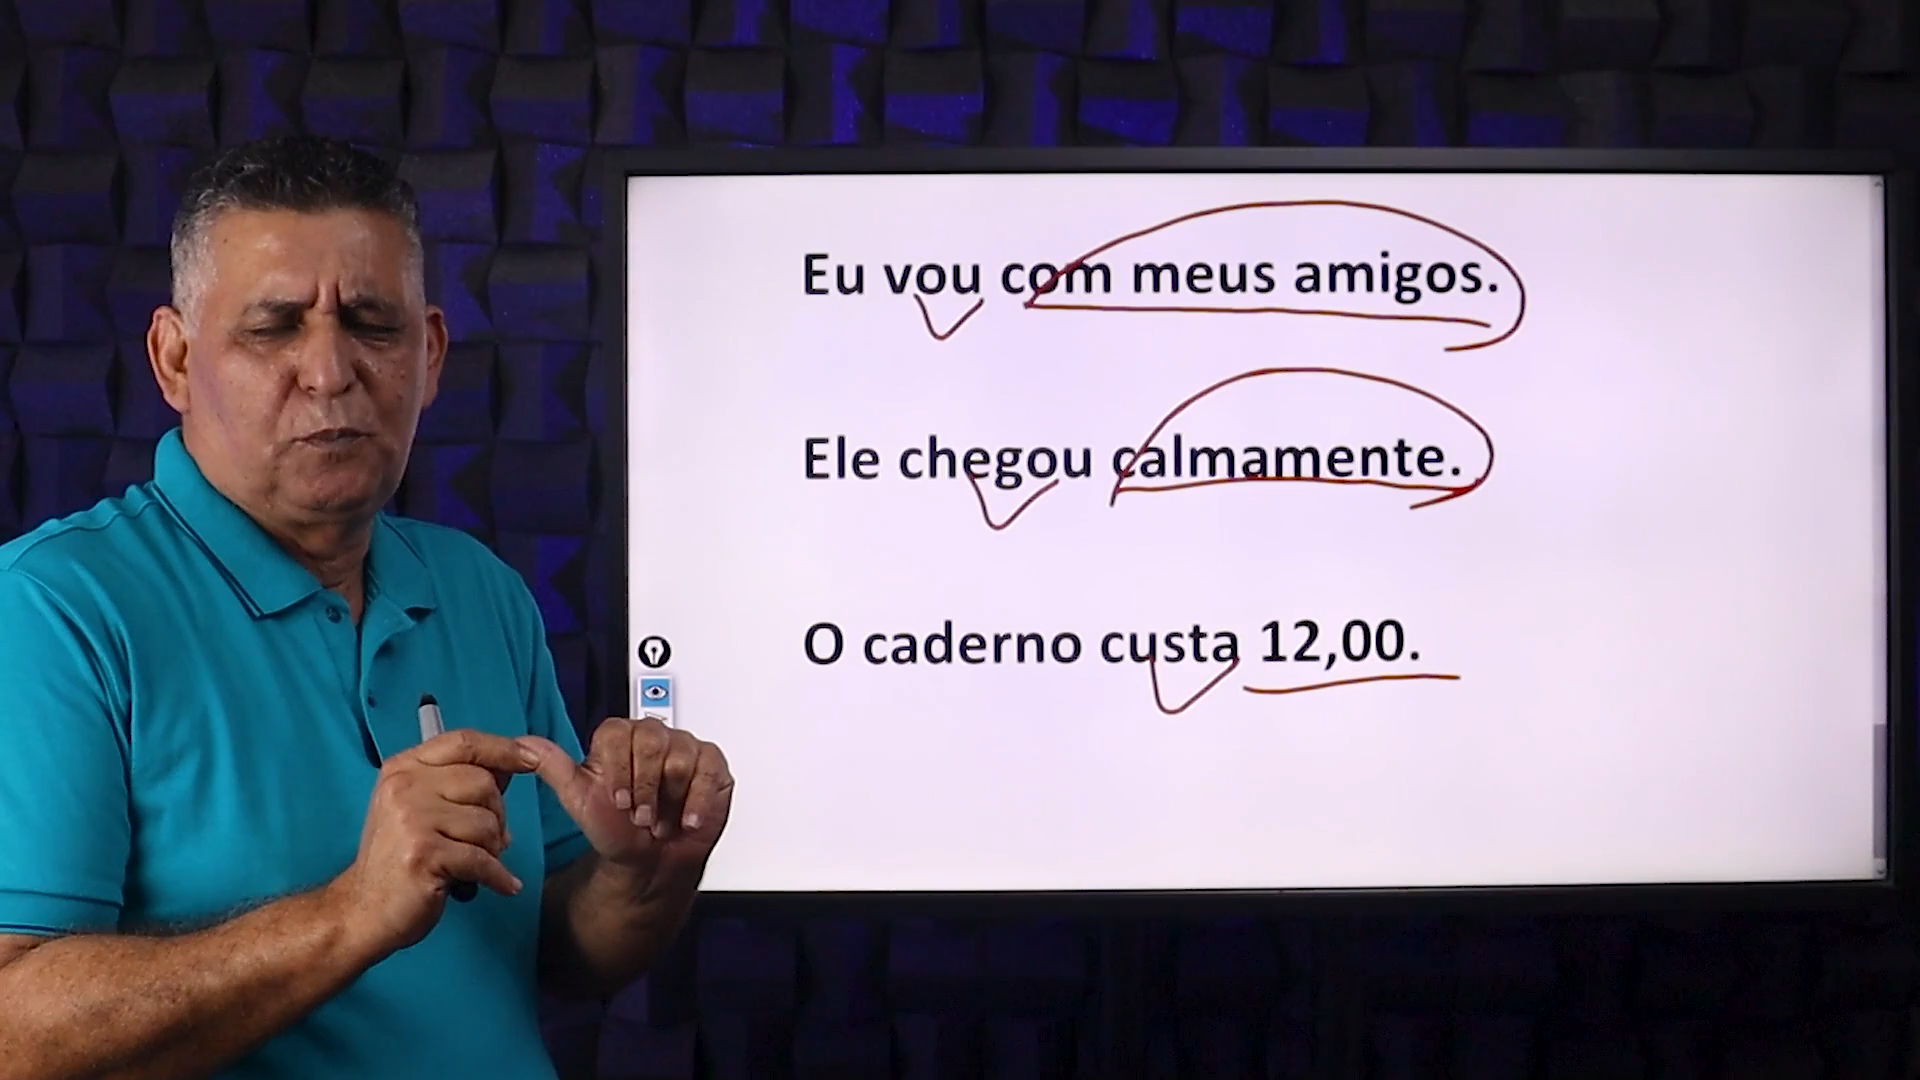 Eu vou com meus amigos.
Ele chegou calmamente.
O caderno custa 12,00.